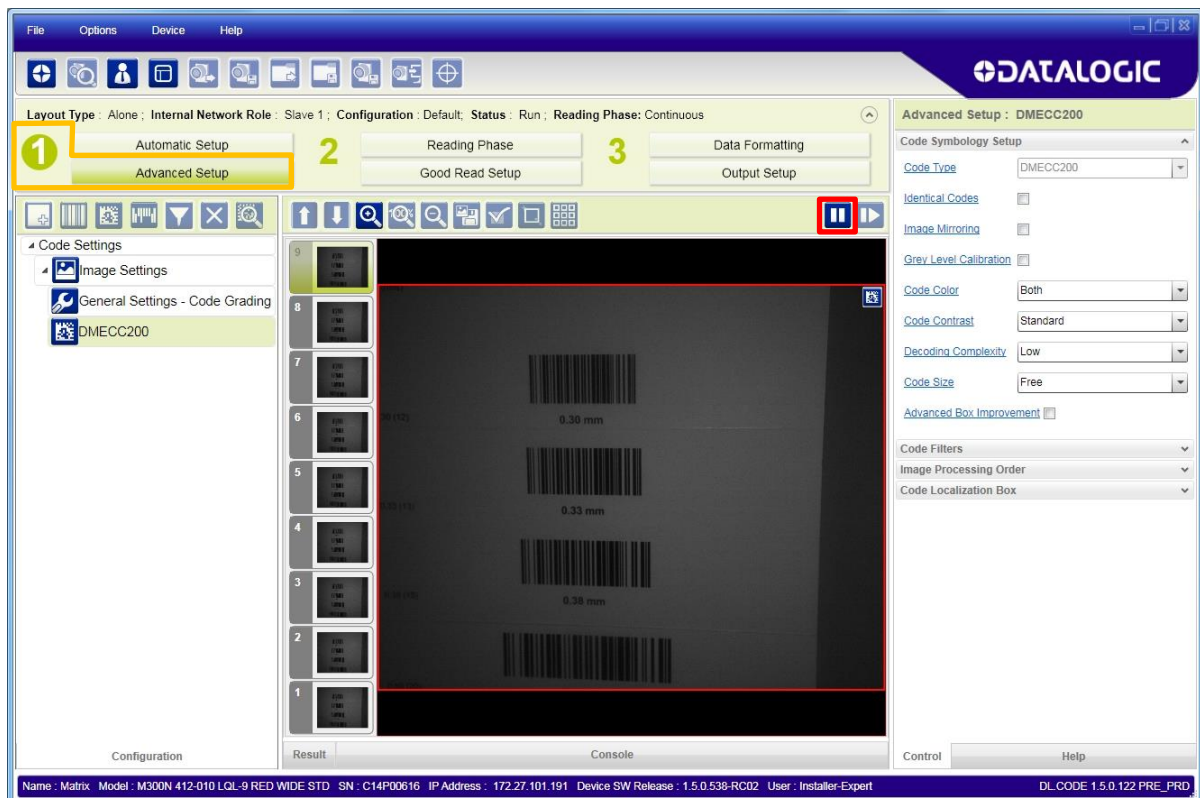 File Options Device Help
DATALOGIC
Layout Type : Alone ; Internal Network Role : Slave 1 ; Configuration : Default; Status : Run ; Reading Phase: Continuous
1 Automatic Setup
Advanced Setup
2 Reading Phase
Good Read Setup
3 Data Formatting
Output Setup
Code Settings
Image Settings
General Settings - Code Grading
DMECC200
100%
9
8
7
6
5
4
3
2
1
0.30 mm
0.33 mm
0.38 mm
Configuration
Result Console
Advanced Setup : DMECC200
Code Symbology Setup
Code Type DMECC200
Identical Codes
Image Mirroring
Grey Level Calibration
Code Color Both
Code Contrast Standard
Decoding Complexity Low
Code Size Free
Advanced Box Improvement
Code Filters
Image Processing Order
Code Localization Box
Control Help
Name : Matrix Model : M300N 412-010 LQL-9 RED WIDE STD SN : C14P00616 IP Address : 172.27.101.191 Device SW Release : 1.5.0.538-RC02 User : Installer-Expert DL.CODE 1.5.0.122 PRE_PRD